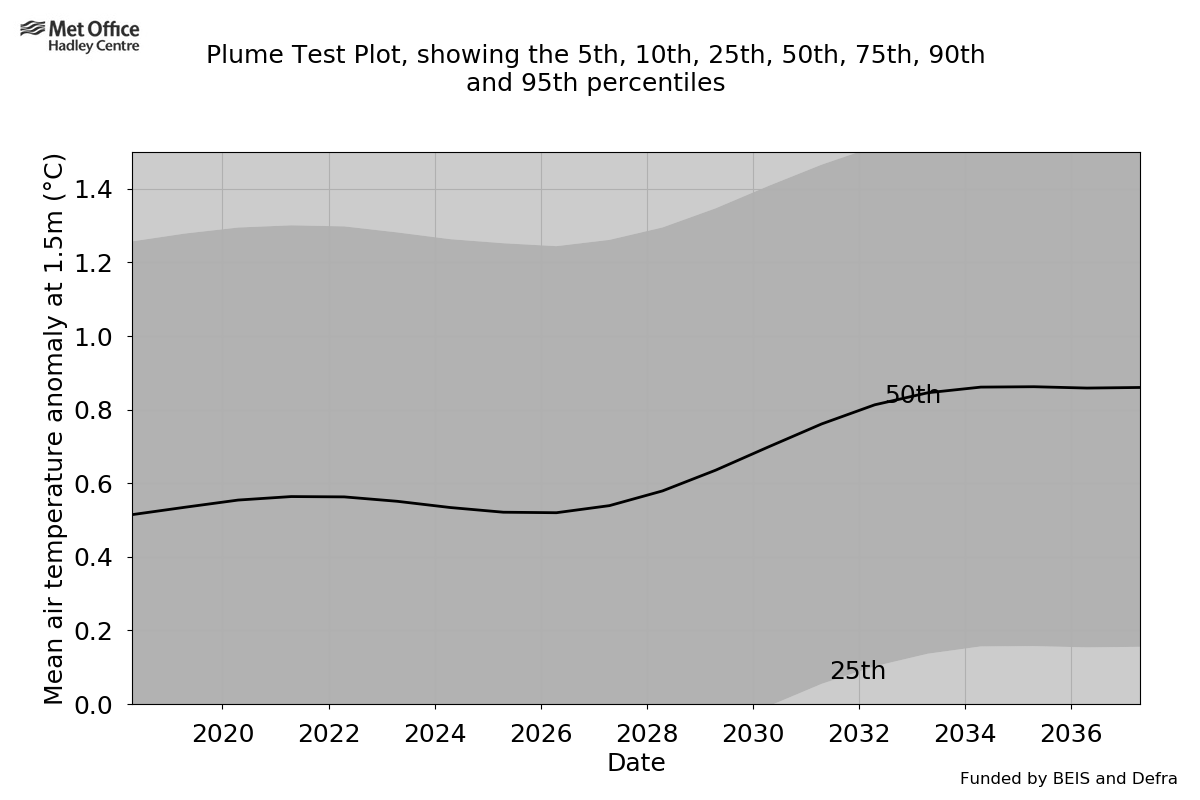 Met Office
Hadley Centre
Plume Test Plot, showing the 5th, 10th, 25th, 50th, 75th, 90th
and 95th percentiles
Mean air temperature anomaly at 1.5m (°C)
1.4
1.2
1.0
0.8
0.6
0.4
0.2
0.0
50th
25th
2020 2022 2024 2026 2028 2030 2032 2034 2036
Date
Funded by BEIS and Defra